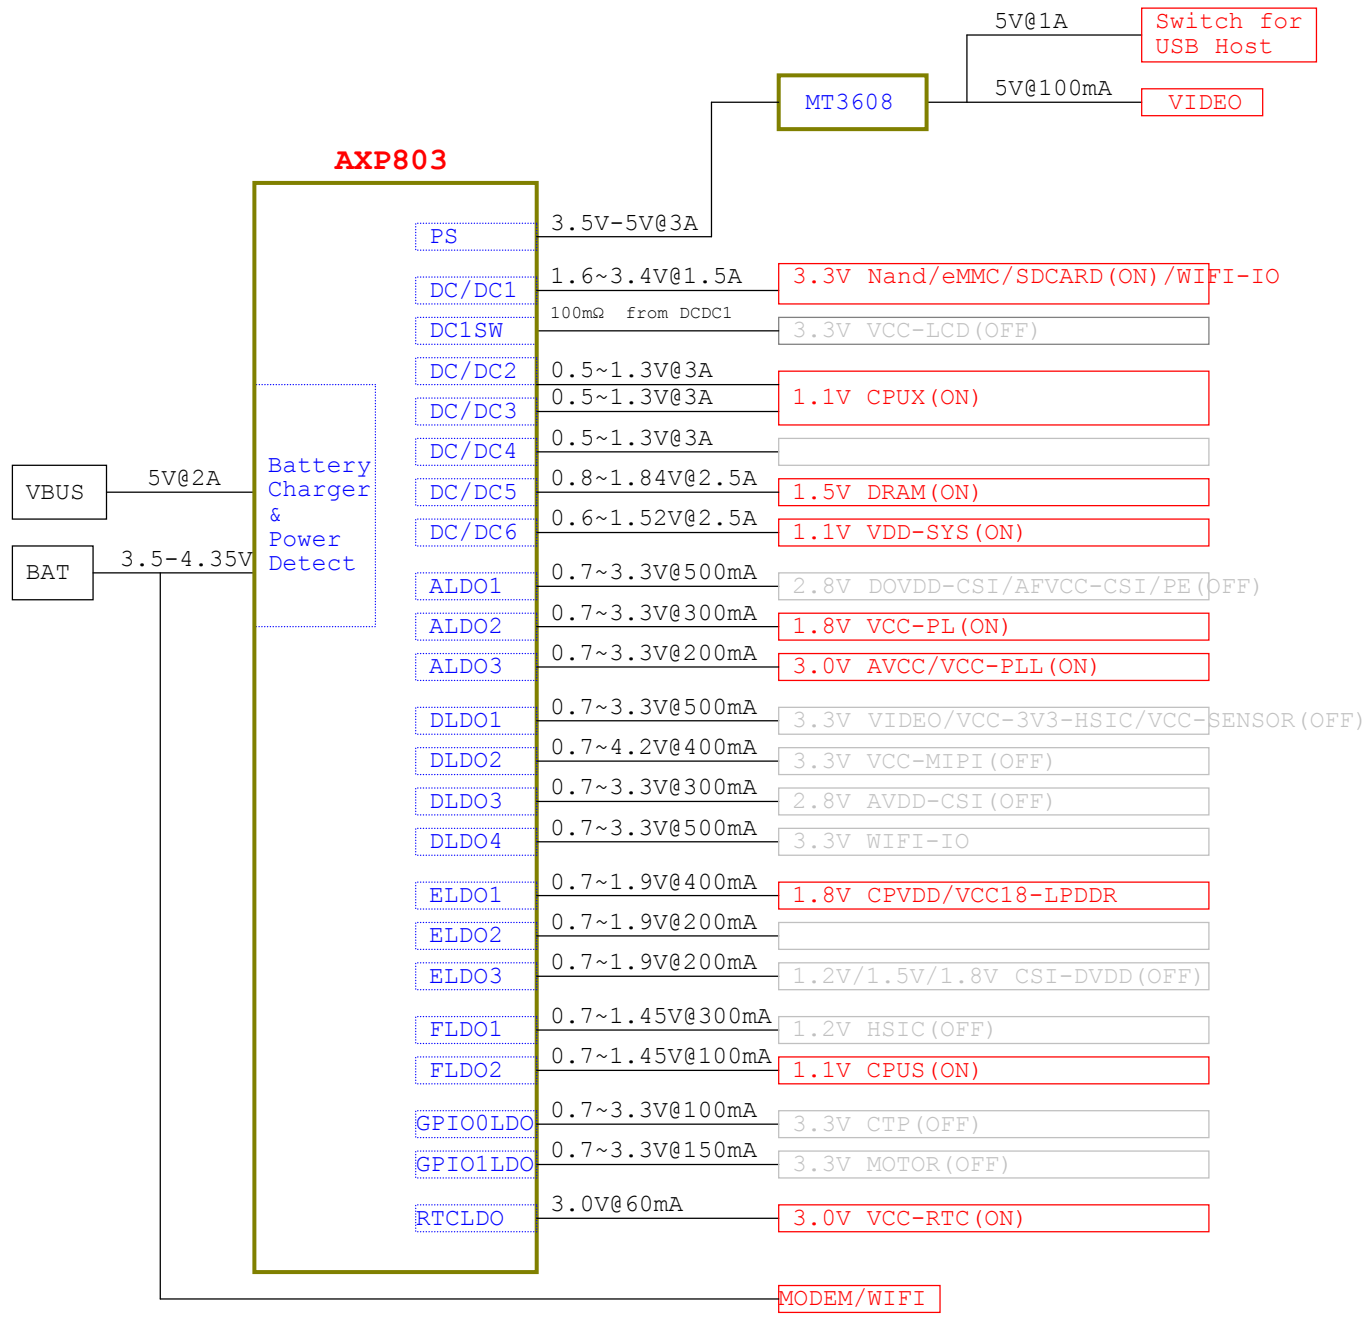 5V@1A
Switch for
USB Host
MT3608
5V@100mA
VIDEO
AXP803
PS
3.5V-5V@3A
DC/DC1
1.6~3.4V@1.5A
3.3V Nand/eMMC/SDCARD(ON)/WIFI-IO
DC1SW
100mΩ from DCDC1
3.3V VCC-LCD(OFF)
DC/DC2
0.5~1.3V@3A
1.1V CPUX(ON)
DC/DC3
0.5~1.3V@3A
DC/DC4
0.5~1.3V@3A
DC/DC5
0.8~1.84V@2.5A
1.5V DRAM(ON)
DC/DC6
0.6~1.52V@2.5A
1.1V VDD-SYS(ON)
VBUS
5V@2A
BAT
3.5-4.35V
Battery
Charger
&
Power
Detect
ALDO1
0.7~3.3V@500mA
2.8V DOVDD-CSI/AFVCC-CSI/PE(OFF)
ALDO2
0.7~3.3V@300mA
1.8V VCC-PL(ON)
ALDO3
0.7~3.3V@200mA
3.0V AVCC/VCC-PLL(ON)
DLDO1
0.7~3.3V@500mA
3.3V VIDEO/VCC-3V3-HSIC/VCC-SENSOR(OFF)
DLDO2
0.7~4.2V@400mA
3.3V VCC-MIPI(OFF)
DLDO3
0.7~3.3V@300mA
2.8V AVDD-CSI(OFF)
DLDO4
0.7~3.3V@500mA
3.3V WIFI-IO
ELDO1
0.7~1.9V@400mA
1.8V CPVDD/VCC18-LPDDR
ELDO2
0.7~1.9V@200mA
ELDO3
0.7~1.9V@200mA
1.2V/1.5V/1.8V CSI-DVDD(OFF)
FLDO1
0.7~1.45V@300mA
1.2V HSIC(OFF)
FLDO2
0.7~1.45V@100mA
1.1V CPUS(ON)
GPIO0LDO
0.7~3.3V@100mA
3.3V CTP(OFF)
GPIO1LDO
0.7~3.3V@150mA
3.3V MOTOR(OFF)
RTCLDO
3.0V@60mA
3.0V VCC-RTC(ON)
MODEM/WIFI